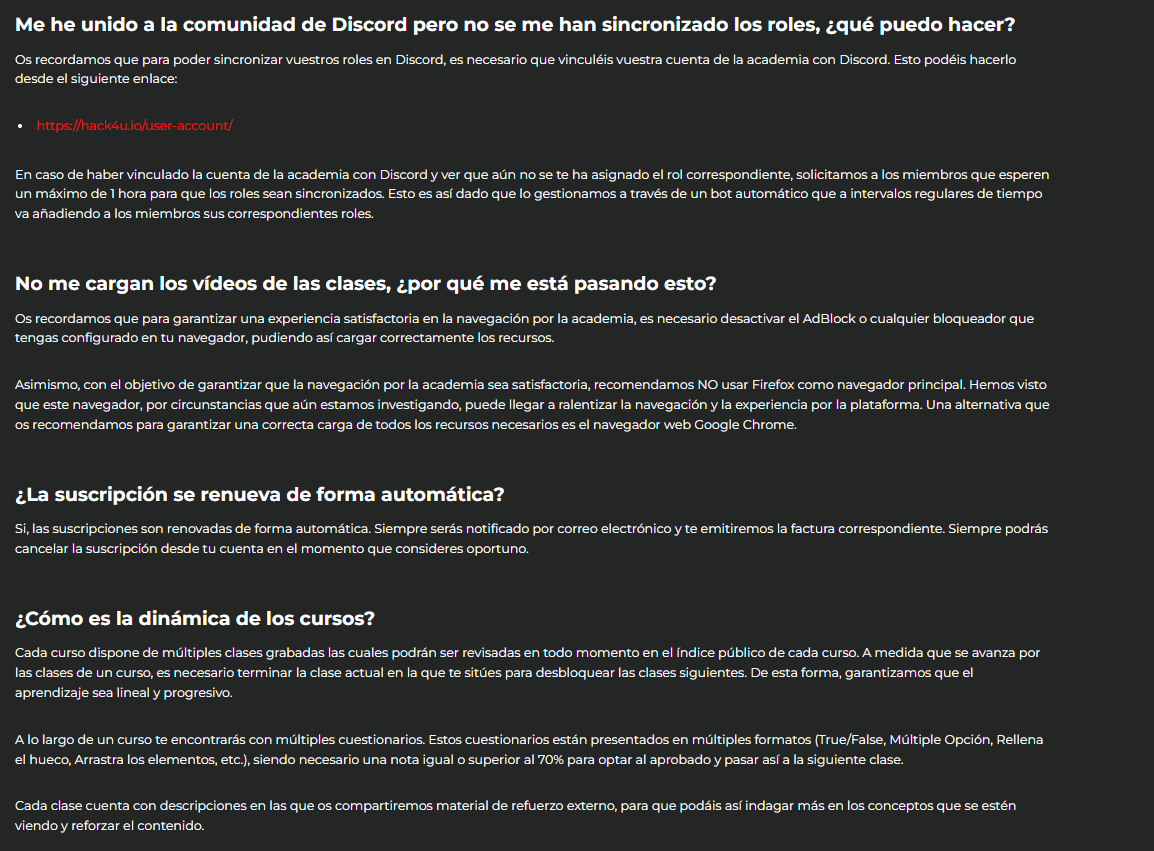 Me he unido a la comunidad de Discord pero no se me han sincronizado los roles, ¿qué puedo hacer?
Os recordamos que para poder sincronizar vuestros roles en Discord, es necesario que vinculéis vuestra cuenta de la academia con Discord. Esto podéis hacerlo
desde el siguiente enlace:
https://hack4u.io/user-account/
En caso de haber vinculado la cuenta de la academia con Discord y ver que aún no se te ha asignado el rol correspondiente, solicitamos a los miembros que esperen
un máximo de 1 hora para que los roles sean sincronizados. Esto es así dado que lo gestionamos a través de un bot automático que a intervalos regulares de tiempo
va añadiendo a los miembros sus correspondientes roles.
No me cargan los vídeos de las clases, ¿por qué me está pasando esto?
Os recordamos que para garantizar una experiencia satisfactoria en la navegación por la academia, es necesario desactivar el AdBlock o cualquier bloqueador que
tengas configurado en tu navegador, pudiendo así cargar correctamente los recursos.
Asimismo, con el objetivo de garantizar que la navegación por la academia sea satisfactoria, recomendamos NO usar Firefox como navegador principal. Hemos visto
que este navegador, por circunstancias que aún estamos investigando, puede llegar a ralentizar la navegación y la experiencia por la plataforma. Una alternativa que
os recomendamos para garantizar una correcta carga de todos los recursos necesarios es el navegador web Google Chrome.
¿La suscripción se renueva de forma automática?
Si, las suscripciones son renovadas de forma automática. Siempre serás notificado por correo electrónico y te emitiremos la factura correspondiente. Siempre podrás
cancelar la suscripción desde tu cuenta en el momento que consideres oportuno.
¿Cómo es la dinámica de los cursos?
Cada curso dispone de múltiples clases grabadas las cuales podrán ser revisadas en todo momento en el índice público de cada curso. A medida que se avanza por
las clases de un curso, es necesario terminar la clase actual en la que te sitúes para desbloquear las clases siguientes. De esta forma, garantizamos que el
aprendizaje sea lineal y progresivo.
A lo largo de un curso te encontrarás con múltiples cuestionarios. Estos cuestionarios están presentados en múltiples formatos (True/False, Múltiple Opción, Rellena
el hueco, Arrastra los elementos, etc.), siendo necesario una nota igual o superior al 70% para optar al aprobado y pasar así a la siguiente clase.
Cada clase cuenta con descripciones en las que os compartiremos material de refuerzo externo, para que podáis así indagar más en los conceptos que se estén
viendo y reforzar el contenido.